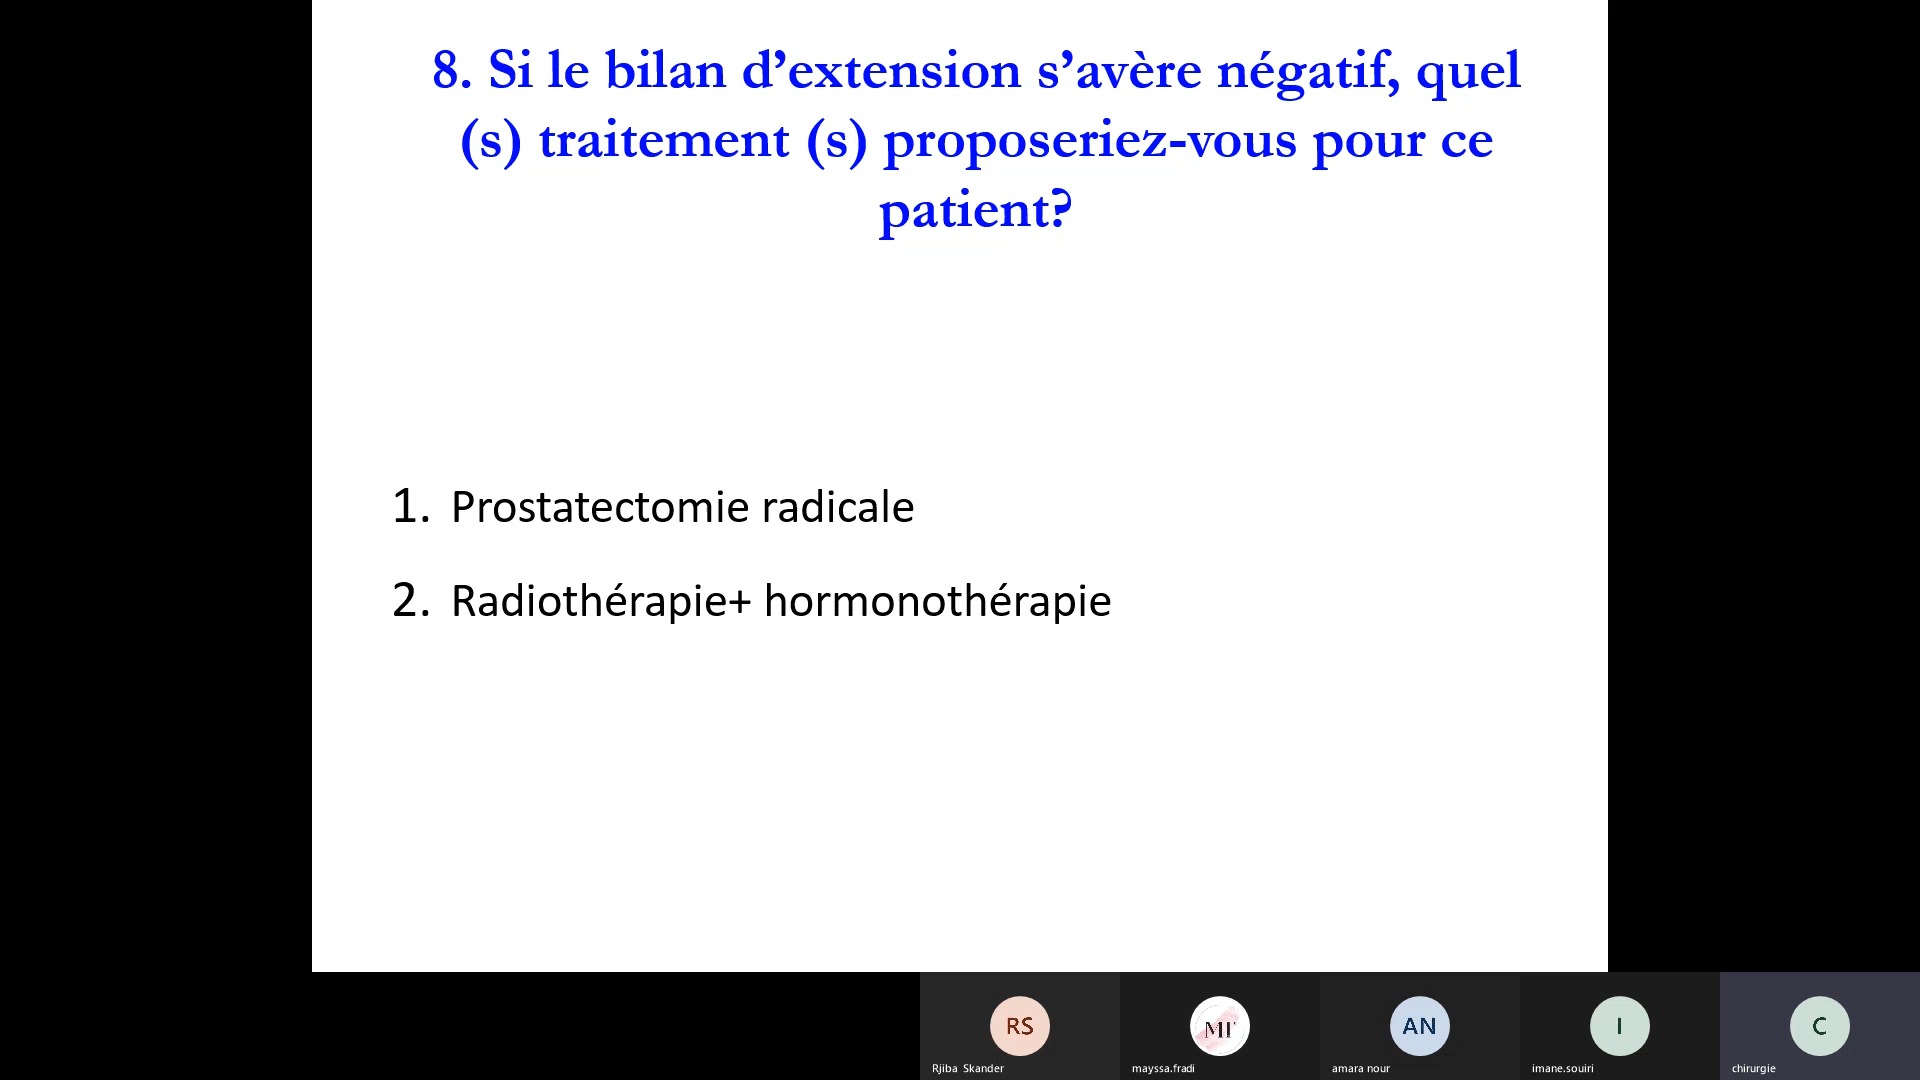 8. Si le bilan d’extension s’avère négatif, quel
(s) traitement (s) proposeriez-vous pour ce
patient?
1. Prostatectomie radicale
2. Radiothérapie+ hormonothérapie
RS
MF
AN
I
C
Rjiba Skander
mayssa.fradi
amara nour
imane.souiri
chirurgie